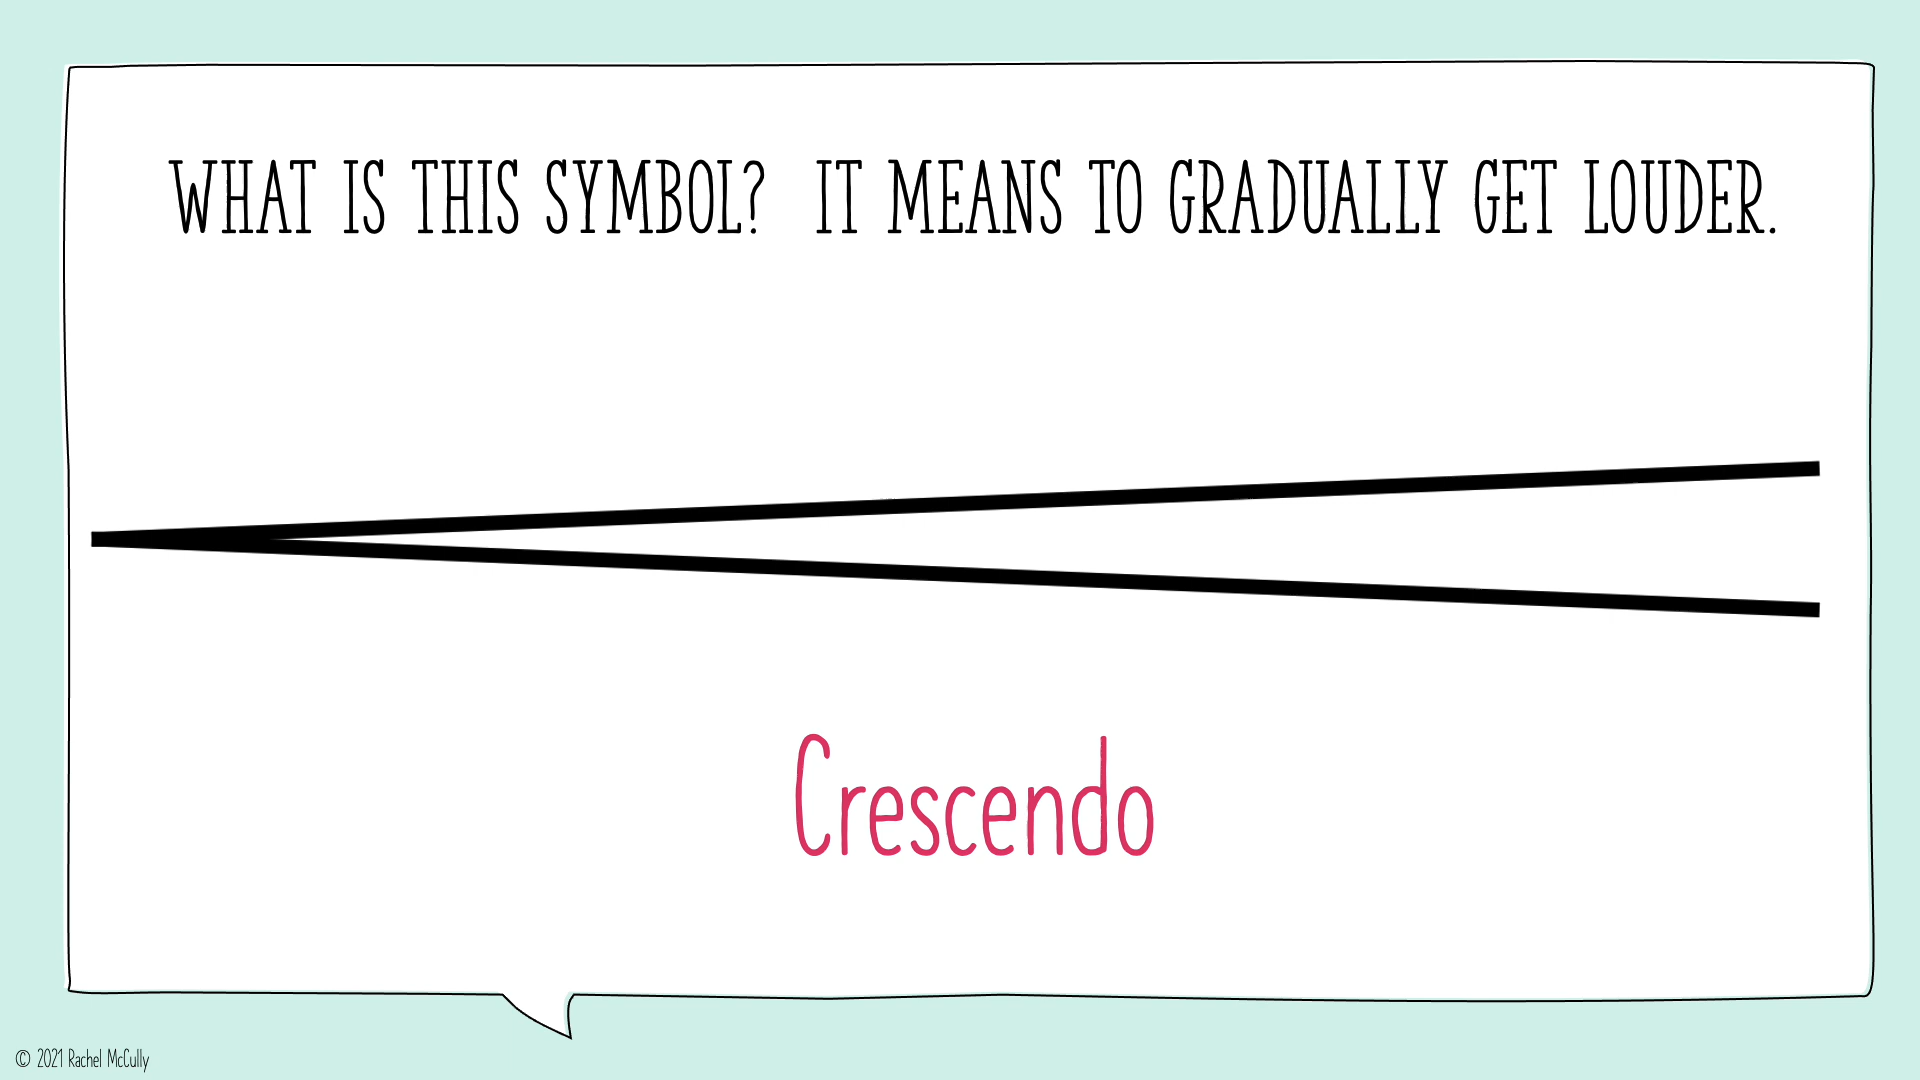 WHAT IS THIS SYMBOL? IT MEANS TO GRADUALLY GET LOUDER.
Crescendo
© 2021 Rachel McCully